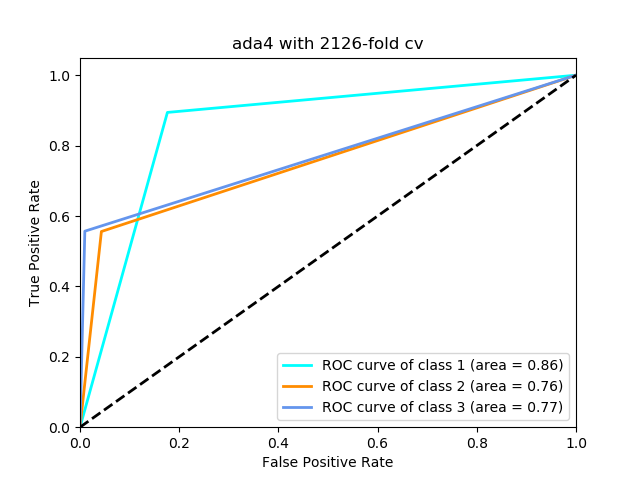 ada4 with 2126-fold cv
1.0
0.8
0.6
0.4
0.2
0.0
True Positive Rate
ROC curve of class 1 (area = 0.86)
ROC curve of class 2 (area = 0.76)
ROC curve of class 3 (area = 0.77)
0.0 0.2 0.4 0.6 0.8 1.0
False Positive Rate